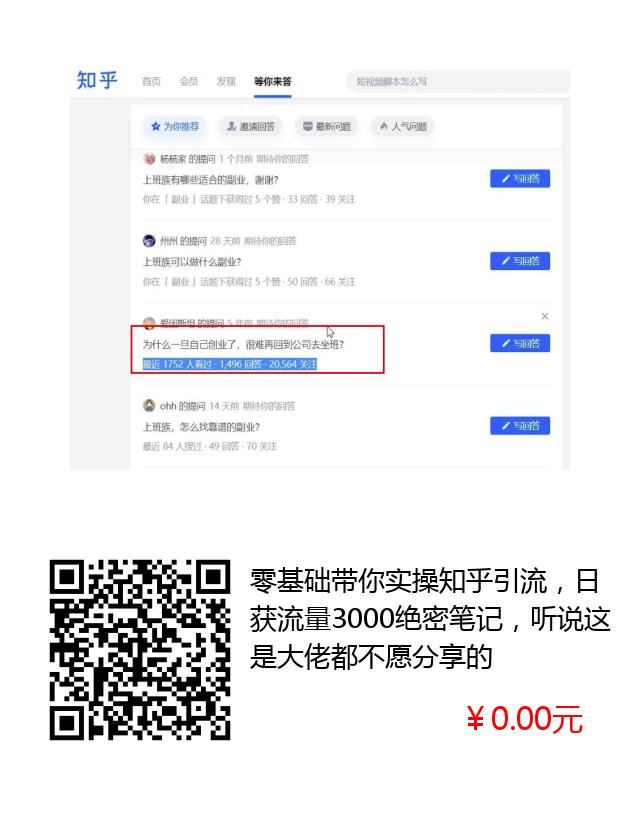 知乎 首页 会员 发现 等你来答 短视频脚本怎么写
为你推荐 邀请回答 最新问题 人气问题
杨杨家 的提问 1 个月前 期待你的回答
上班族有哪些适合的副业，谢谢? 写回答
你在「 副业 」话题下获得过 5 个赞 · 33 回答 · 39 关注
州州 的提问 28 天前 期待你的回答
上班族可以做什么副业? 写回答
你在「 副业 」话题下获得过 5 个赞 · 50 回答 · 66 关注
爱因斯坦 的提问 5 年前 期待你的回答
为什么一旦自己创业了，很难再回到公司去坐班? 写回答
最近 1752 人看过 · 1,496 回答 · 20,564 关注
ohh 的提问 14 天前 期待你的回答
上班族，怎么找靠谱的副业? 写回答
最近 84 人搜过 · 49 回答 · 70 关注
零基础带你实操知乎引流，日
获流量3000绝密笔记，听说这
是大佬都不愿分享的
￥0.00元